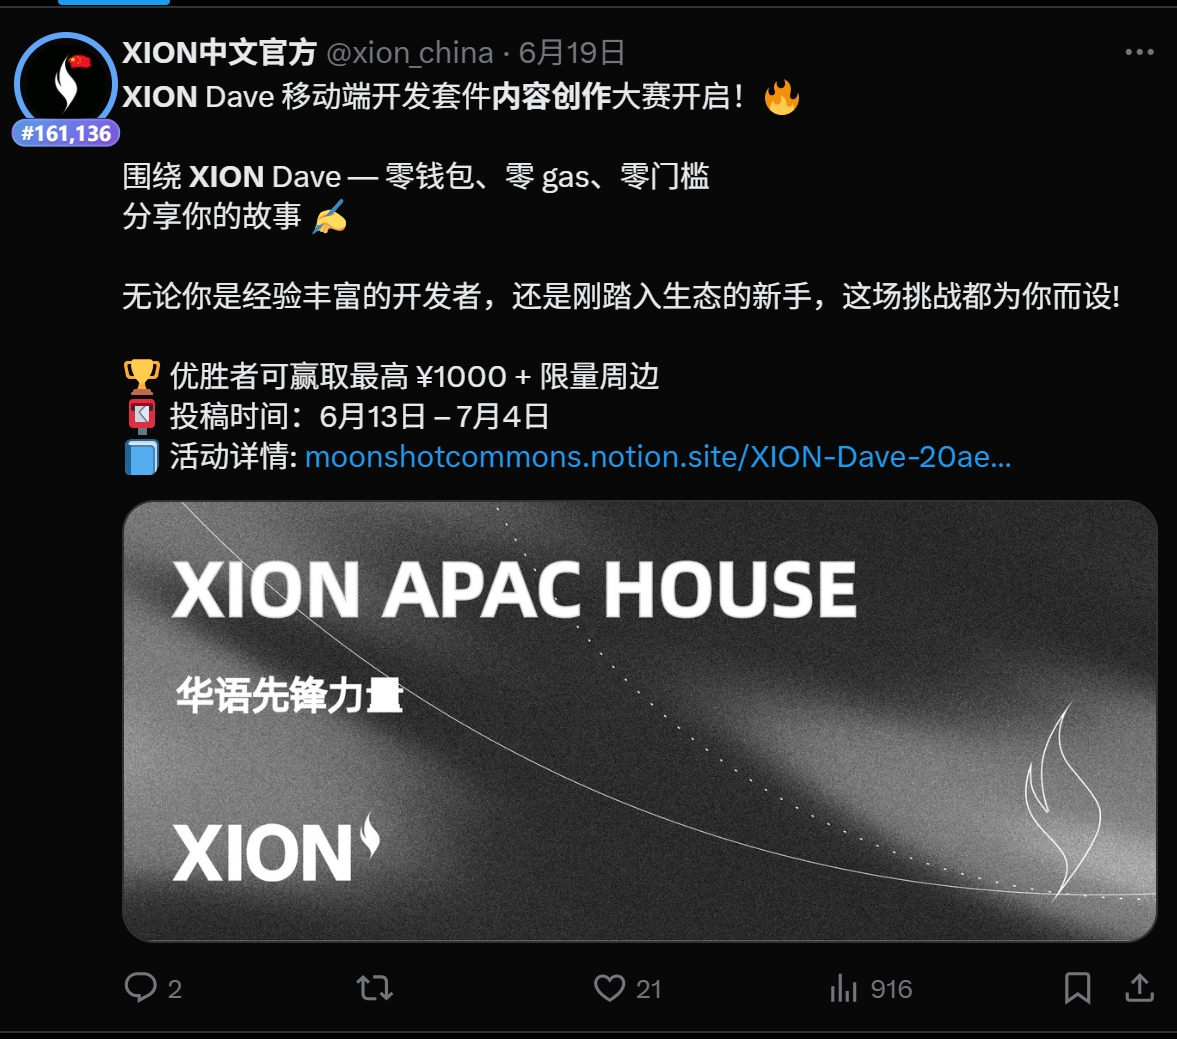 XION中文官方 @xion_china · 6月19日
XION Dave 移动端开发套件内容创作大赛开启！🔥
#161,136
围绕 XION Dave — 零钱包、零 gas、零门槛
分享你的故事 ✍️
无论你是经验丰富的开发者，还是刚踏入生态的新手，这场挑战都为你而设!
🏆 优胜者可赢取最高 ¥1000 + 限量周边
📮 投稿时间：6月13日 – 7月4日
📘 活动详情: moonshotcommons.notion.site/XION-Dave-20ae…
XION APAC HOUSE
华语先锋力量
XION
2 21 916